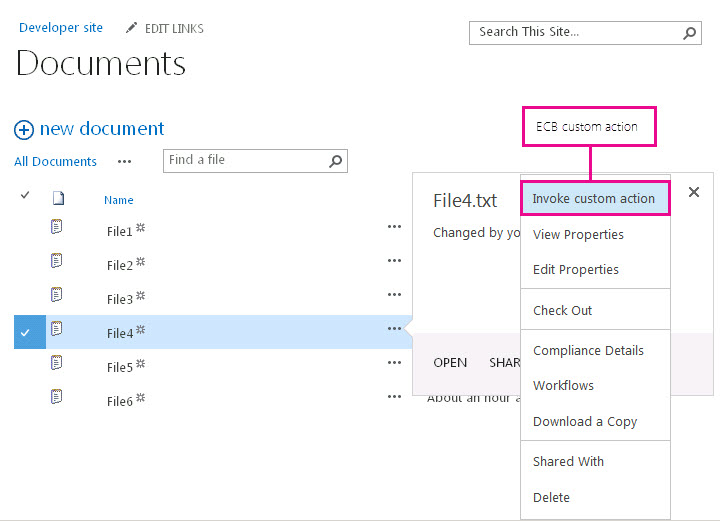 Developer site EDIT LINKS
Search This Site...
Documents
new document
ECB custom action
All Documents ...
Find a file
Name
File1 ...
File2 ...
File3 ...
File4 ...
File5 ...
File6 ...
File4.txt
Changed by yo
OPEN SHAR
About an hour a
Invoke custom action
View Properties
Edit Properties
Check Out
Compliance Details
Workflows
Download a Copy
Shared With
Delete